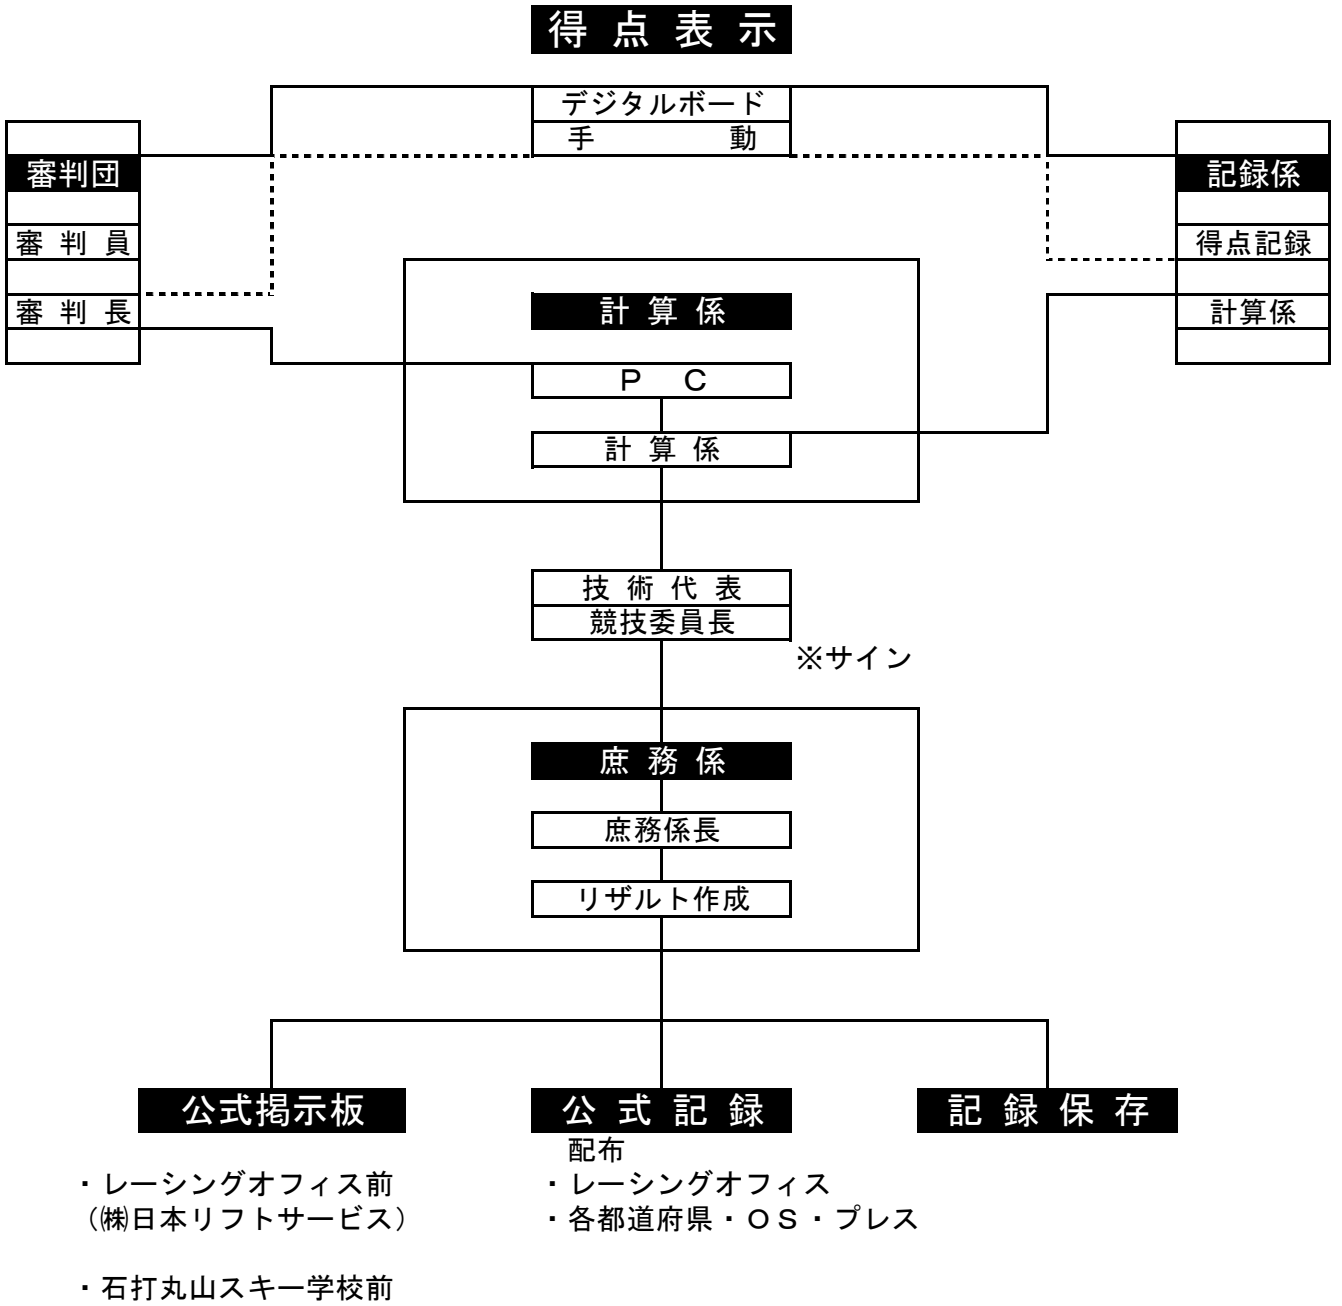 得点表示
デジタルボード
手動
審判団
審判員
審判長
記録係
得点記録
計算係
計算係
PC
計算係
技術代表
競技委員長
※サイン
庶務係
庶務係長
リザルト作成
公式掲示板
・レーシングオフィス前
(㈱日本リフトサービス)
・石打丸山スキー学校前
公式記録
配布
・レーシングオフィス
・各都道府県・OS・プレス
記録保存